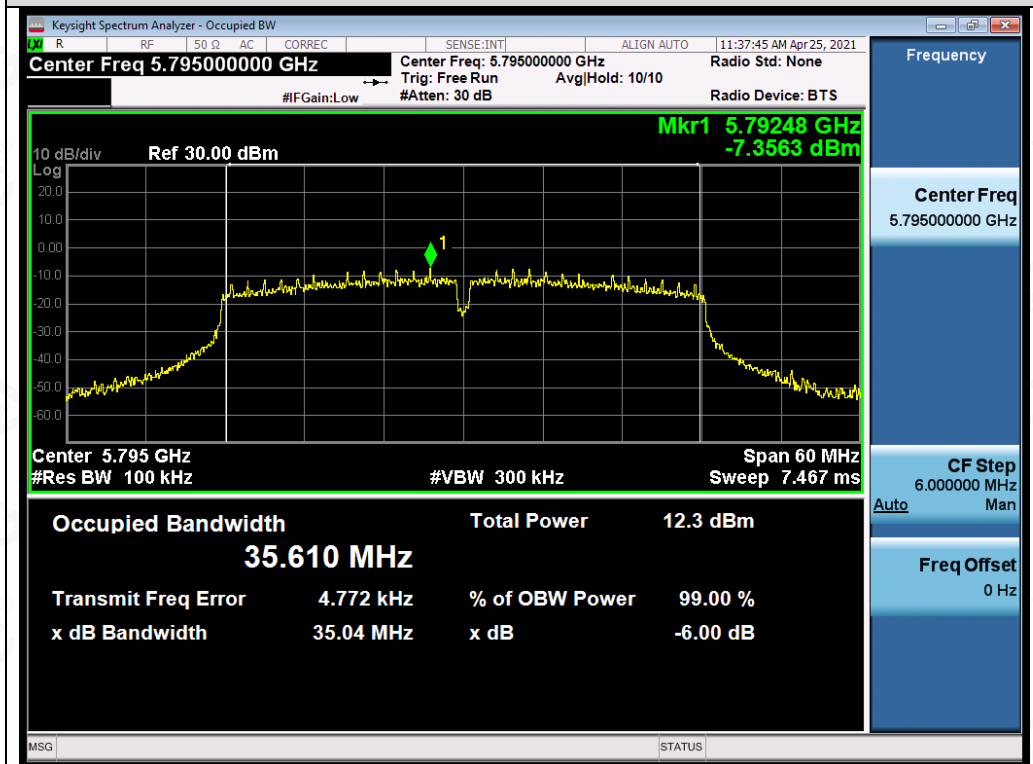 Keysight Spectrum Analyzer - Occupied BW
LXI R RF 50 Ω AC CORREC SENSE:INT ALIGN AUTO 11:37:45 AM Apr 25, 2021
Center Freq 5.795000000 GHz
Center Freq: 5.795000000 GHz
Radio Std: None
Trig: Free Run Avg|Hold: 10/10
#IFGain:Low
#Atten: 30 dB
Radio Device: BTS
Mkr1 5.79248 GHz
-7.3563 dBm
10 dB/div Ref 30.00 dBm
Log
20.0
10.0
0.00
-10.0
-20.0
-30.0
-40.0
-50.0
-60.0
1
Center 5.795 GHz Span 60 MHz
#Res BW 100 kHz #VBW 300 kHz Sweep 7.467 ms
Occupied Bandwidth Total Power 12.3 dBm
35.610 MHz
Transmit Freq Error 4.772 kHz % of OBW Power 99.00 %
x dB Bandwidth 35.04 MHz x dB -6.00 dB
Frequency
Center Freq
5.795000000 GHz
CF Step
6.000000 MHz
Auto Man
Freq Offset
0 Hz
MSG STATUS